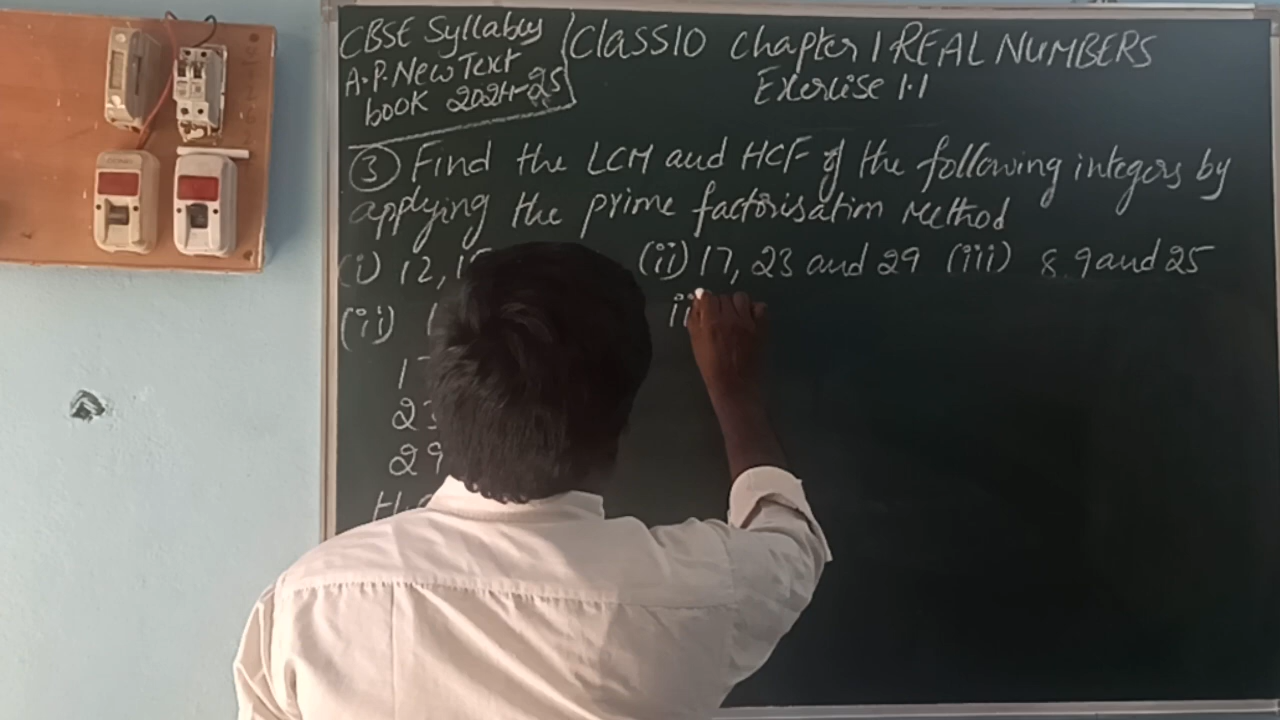 CBSE Syllabus
A.P. New Text
book 2024-25
Class10 Chapter 1 REAL NUMBERS
Exercise 1.1
③ Find the LCM and HCF of the following integers by
applying the prime factorisation Method
(i) 12, (ii) 17, 23 and 29 (iii) 8, 9 and 25
(ii) ii
23
29